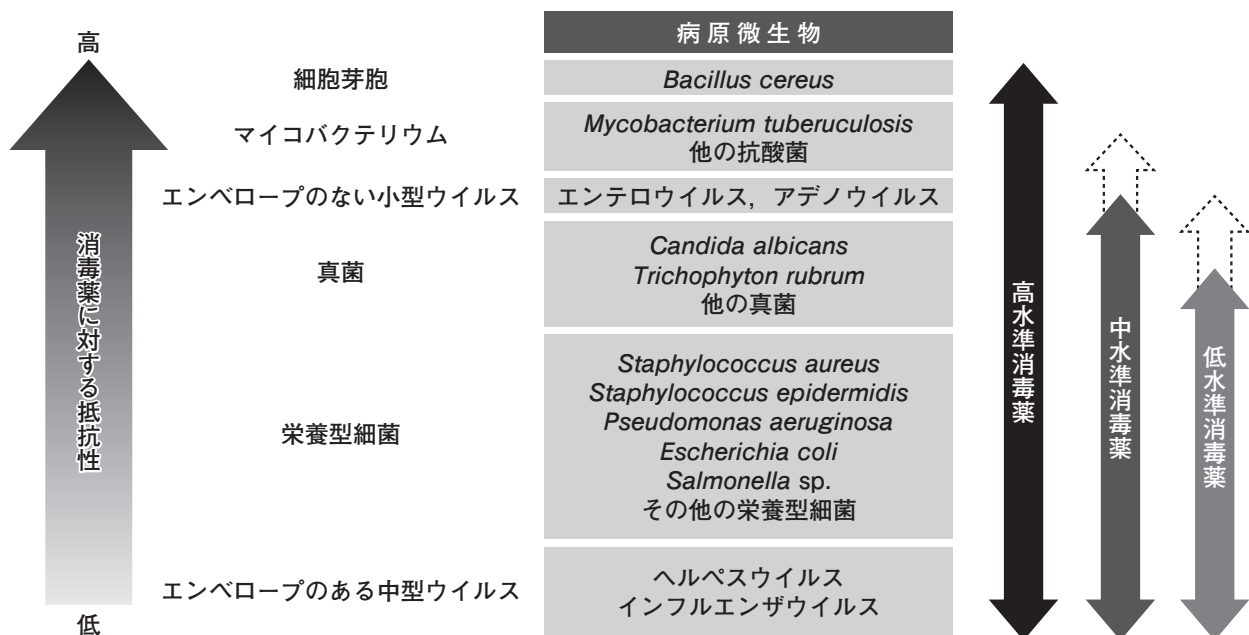 高
消毒薬に対する抵抗性
低
病原微生物
細胞芽胞
Bacillus cereus
マイコバクテリウム
Mycobacterium tuberuculosis
他の抗酸菌
エンベロープのない小型ウイルス
エンテロウイルス，アデノウイルス
真菌
Candida albicans
Trichophyton rubrum
他の真菌
栄養型細菌
Staphylococcus aureus
Staphylococcus epidermidis
Pseudomonas aeruginosa
Escherichia coli
Salmonella sp.
その他の栄養型細菌
エンベロープのある中型ウイルス
ヘルペスウイルス
インフルエンザウイルス
高水準消毒薬
中水準消毒薬
低水準消毒薬